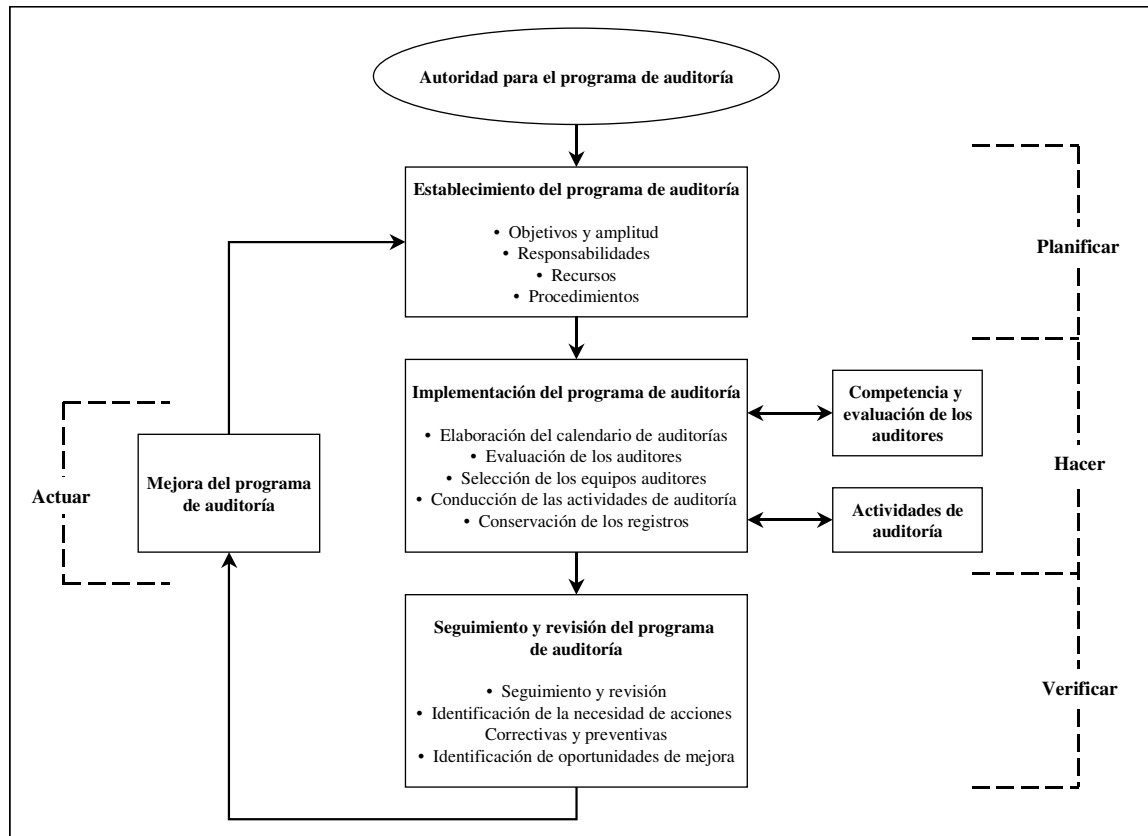 Autoridad para el programa de auditoría
Establecimiento del programa de auditoría
• Objetivos y amplitud
• Responsabilidades
• Recursos
• Procedimientos
Planificar
Implementación del programa de auditoría
• Elaboración del calendario de auditorías
• Evaluación de los auditores
• Selección de los equipos auditores
• Conducción de las actividades de auditoría
• Conservación de los registros
Competencia y
evaluación de los
auditores
Actividades de
auditoría
Hacer
Seguimiento y revisión del programa
de auditoría
• Seguimiento y revisión
• Identificación de la necesidad de acciones
Correctivas y preventivas
• Identificación de oportunidades de mejora
Verificar
Mejora del programa
de auditoría
Actuar